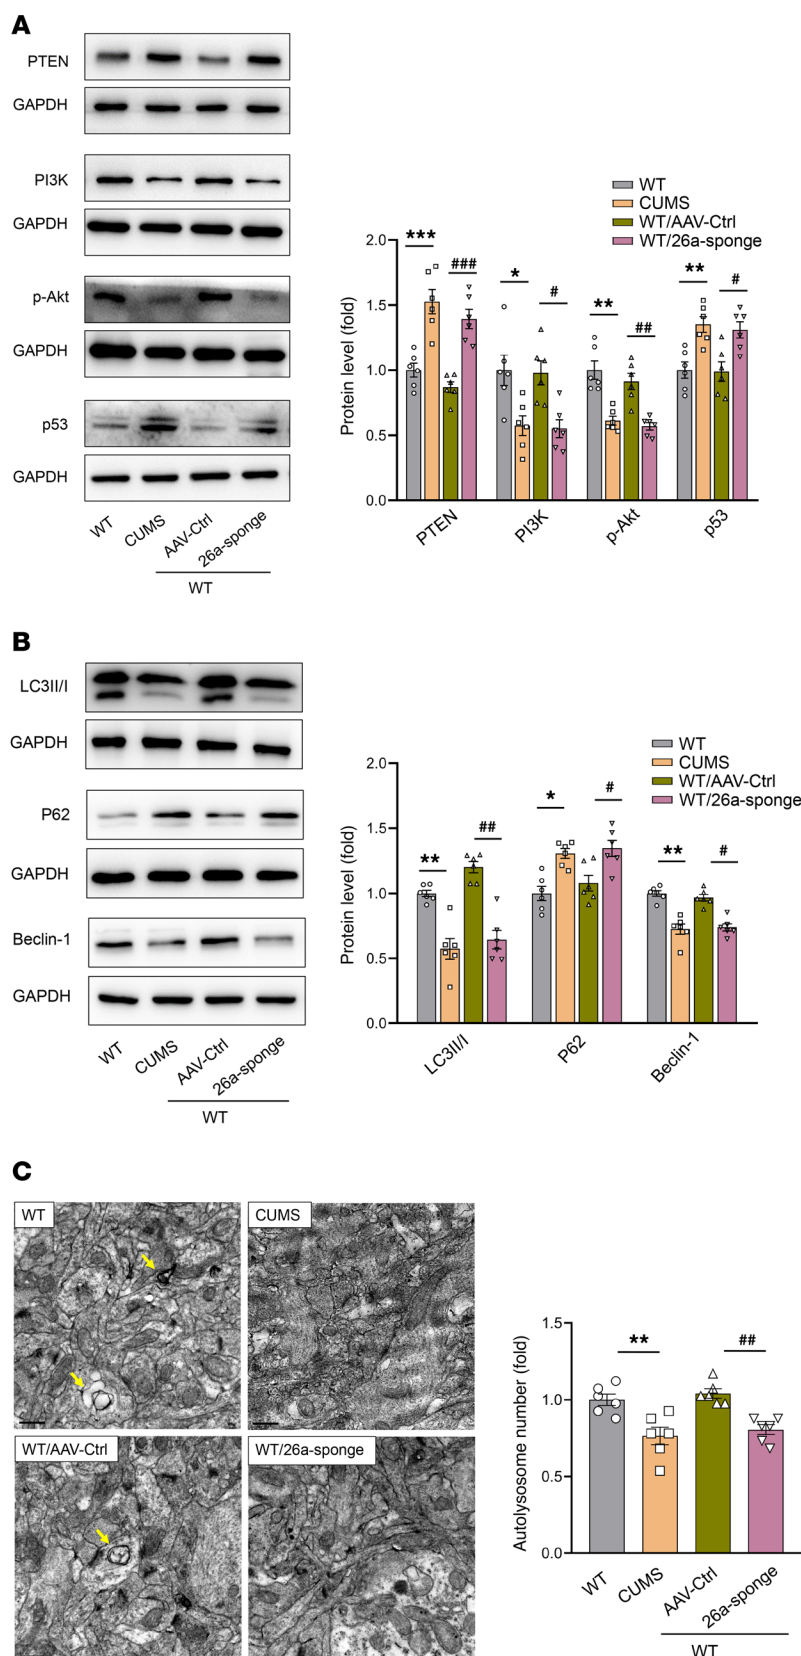 A
PTEN
GAPDH
PI3K
GAPDH
p-Akt
GAPDH
p53
GAPDH
WT
CUMS
AAV-Ctrl
26a-sponge
WT
WT
CUMS
WT/AAV-Ctrl
WT/26a-sponge
Protein level (fold)
2.0
1.5
1.0
0.5
0.0
***
###
*
#
**
##
**
#
PTEN
PI3K
p-Akt
p53
B
LC3II/I
GAPDH
P62
GAPDH
Beclin-1
GAPDH
WT
CUMS
AAV-Ctrl
26a-sponge
WT
WT
CUMS
WT/AAV-Ctrl
WT/26a-sponge
Protein level (fold)
2.0
1.5
1.0
0.5
0.0
**
##
*
#
**
#
LC3II/I
P62
Beclin-1
C
WT
CUMS
WT/AAV-Ctrl
WT/26a-sponge
Autolysosome number (fold)
1.5
1.0
0.5
0.0
**
##
WT
CUMS
AAV-Ctrl
26a-sponge
WT